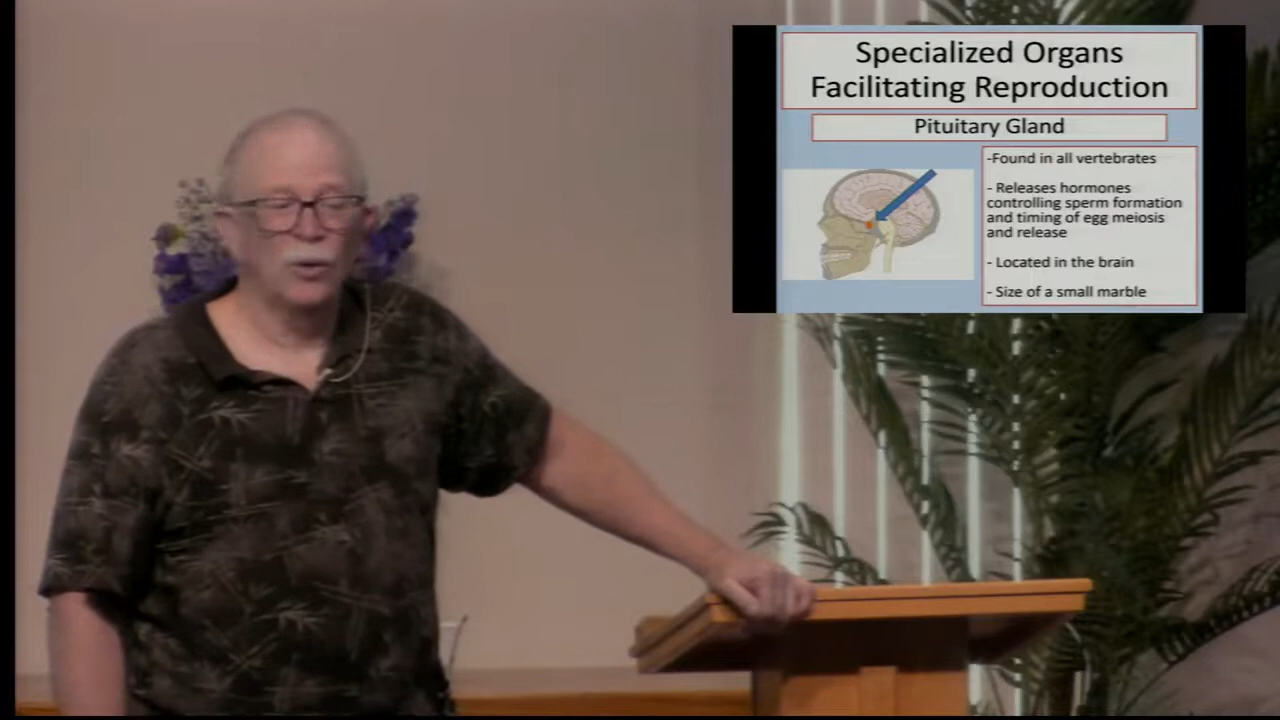 Specialized Organs
Facilitating Reproduction
Pituitary Gland
-Found in all vertebrates
- Releases hormones
controlling sperm formation
and timing of egg meiosis
and release
- Located in the brain
- Size of a small marble